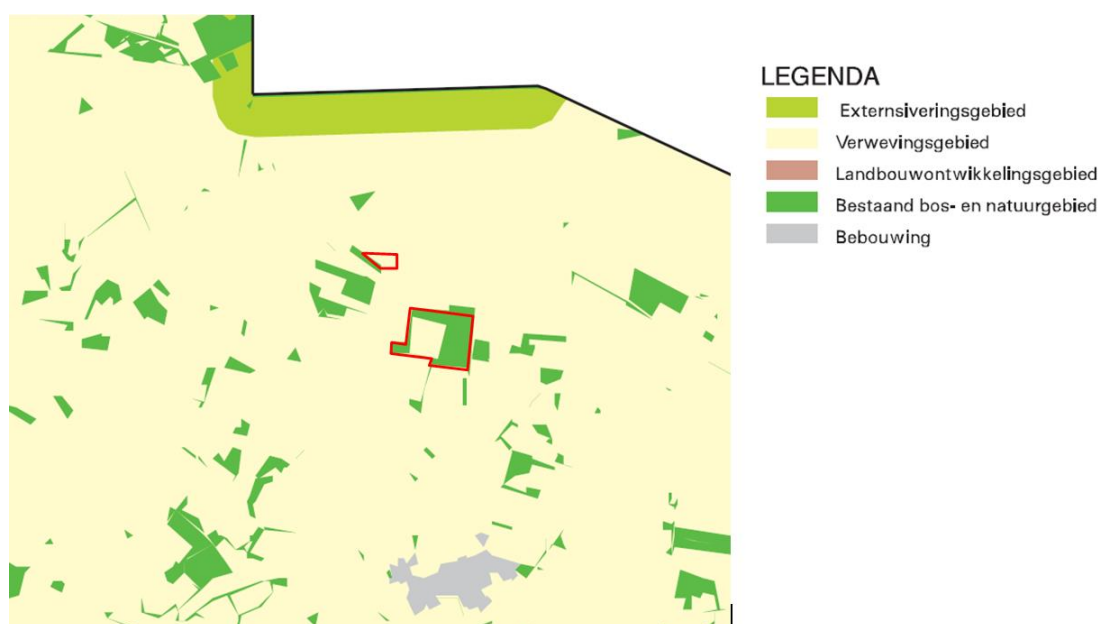 LEGENDA
Externsiveringsgebied
Verwevingsgebied
Landbouwontwikkelingsgebied
Bestaand bos- en natuurgebied
Bebouwing